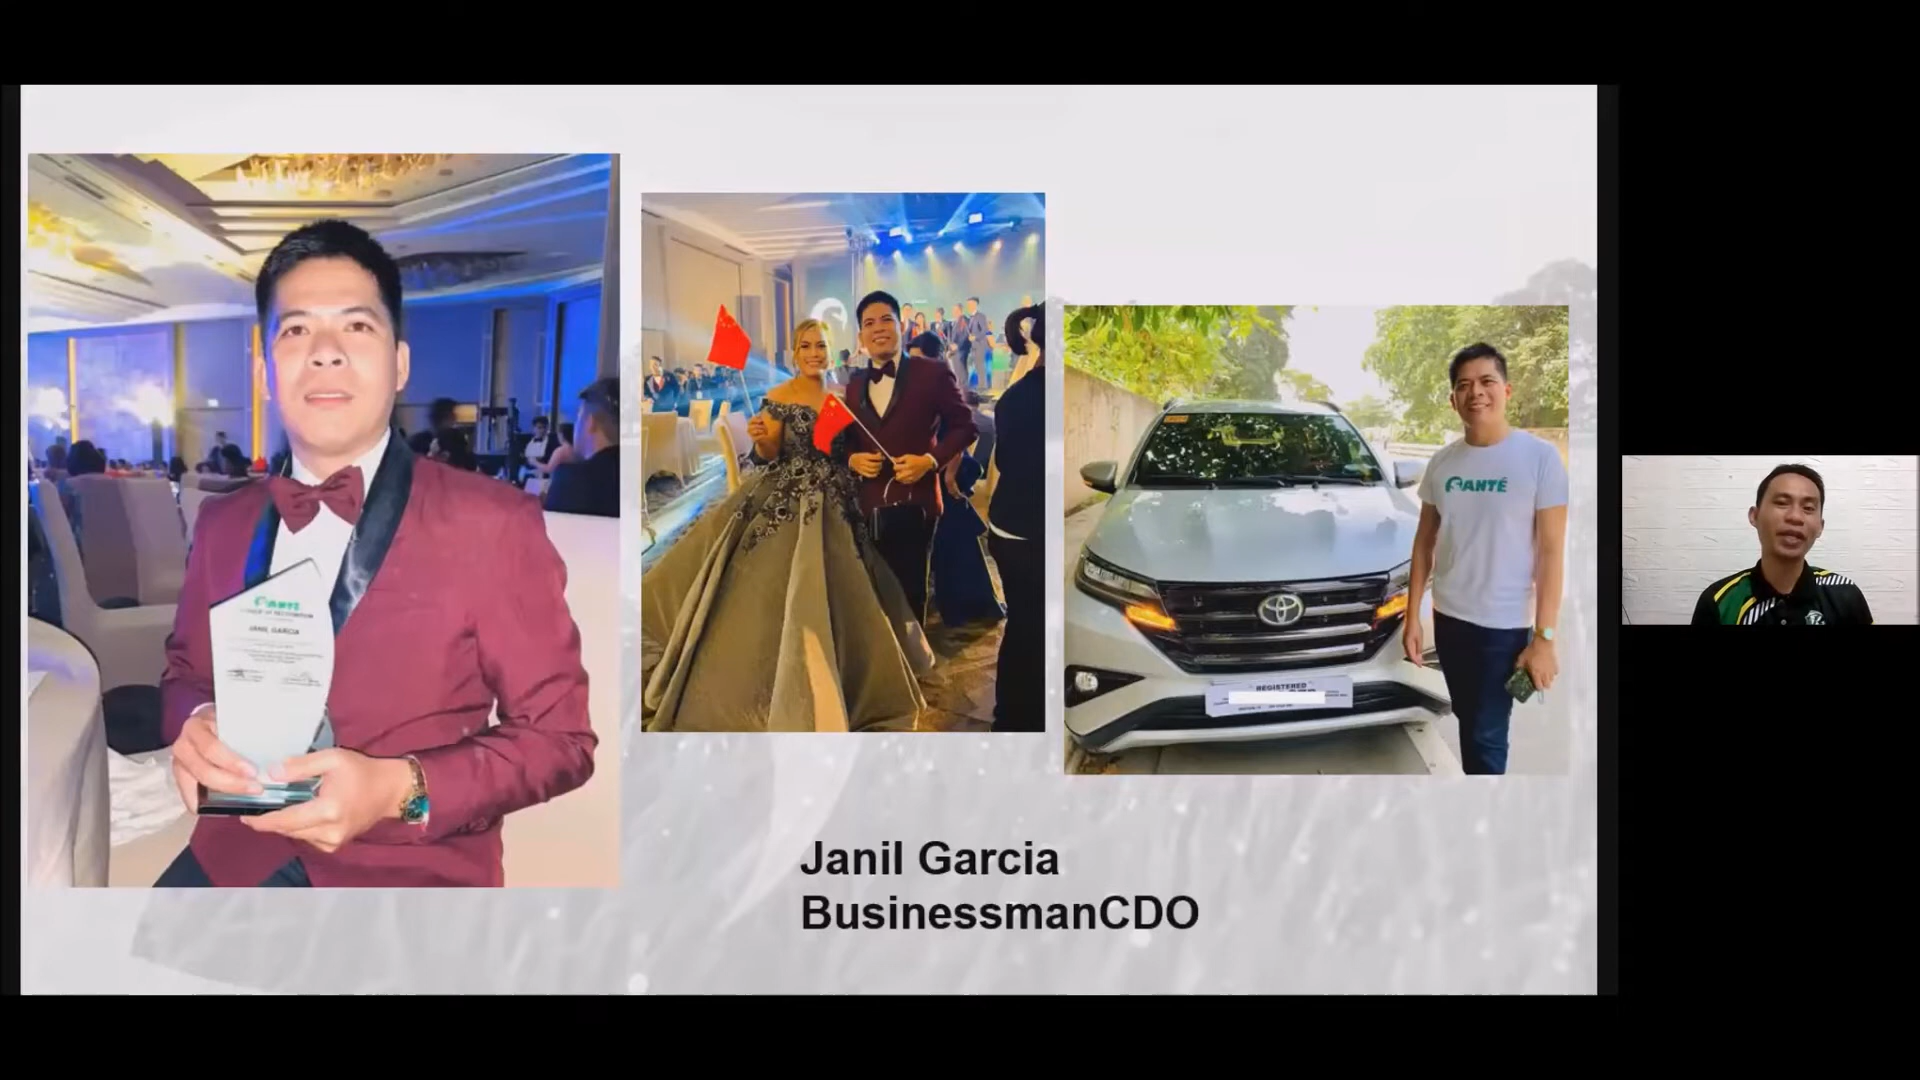 SANTÉ
JANIL GARCIA
SANTÉ
REGISTERED
Janil Garcia
BusinessmanCDO